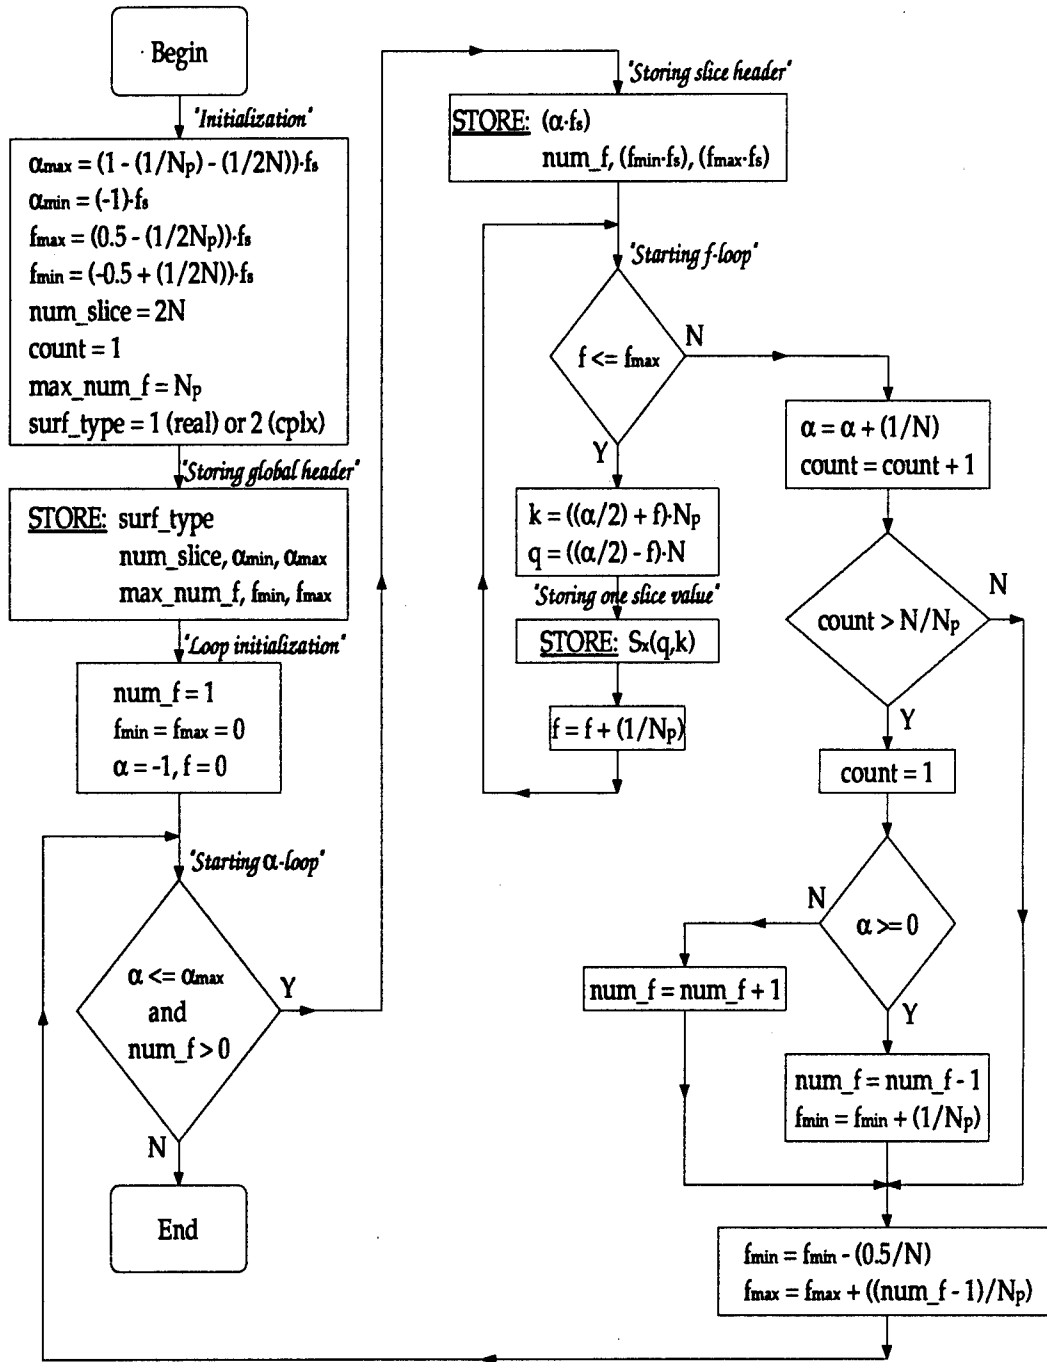 Begin
"Initialization"
αmax = (1 - (1/Np) - (1/2N))·fs
αmin = (-1)·fs
fmax = (0.5 - (1/2Np))·fs
fmin = (-0.5 + (1/2N))·fs
num_slice = 2N
count = 1
max_num_f = Np
surf_type = 1 (real) or 2 (cplx)
"Storing global header"
STORE: surf_type
num_slice, αmin, αmax
max_num_f, fmin, fmax
"Loop initialization"
num_f = 1
fmin = fmax = 0
α = -1, f = 0
"Starting α-loop"
α <= αmax
and
num_f > 0
Y
N
End
"Storing slice header"
STORE: (α·fs)
num_f, (fmin·fs), (fmax·fs)
"Starting f-loop"
f <= fmax
N
Y
k = ((α/2) + f)·Np
q = ((α/2) - f)·N
"Storing one slice value"
STORE: Sx(q,k)
f = f + (1/Np)
α = α + (1/N)
count = count + 1
count > N/Np
N
Y
count = 1
α >= 0
N
Y
num_f = num_f + 1
num_f = num_f - 1
fmin = fmin + (1/Np)
fmin = fmin - (0.5/N)
fmax = fmax + ((num_f - 1)/Np)